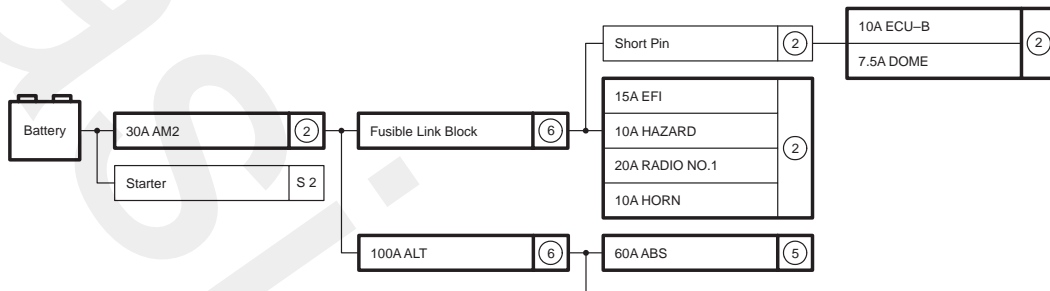 10A ECU–B
Short Pin 2
2
7.5A DOME
15A EFI
Battery 30A AM2 2 Fusible Link Block 6 10A HAZARD
2
20A RADIO NO.1
Starter S 2
10A HORN
100A ALT 6 60A ABS 5